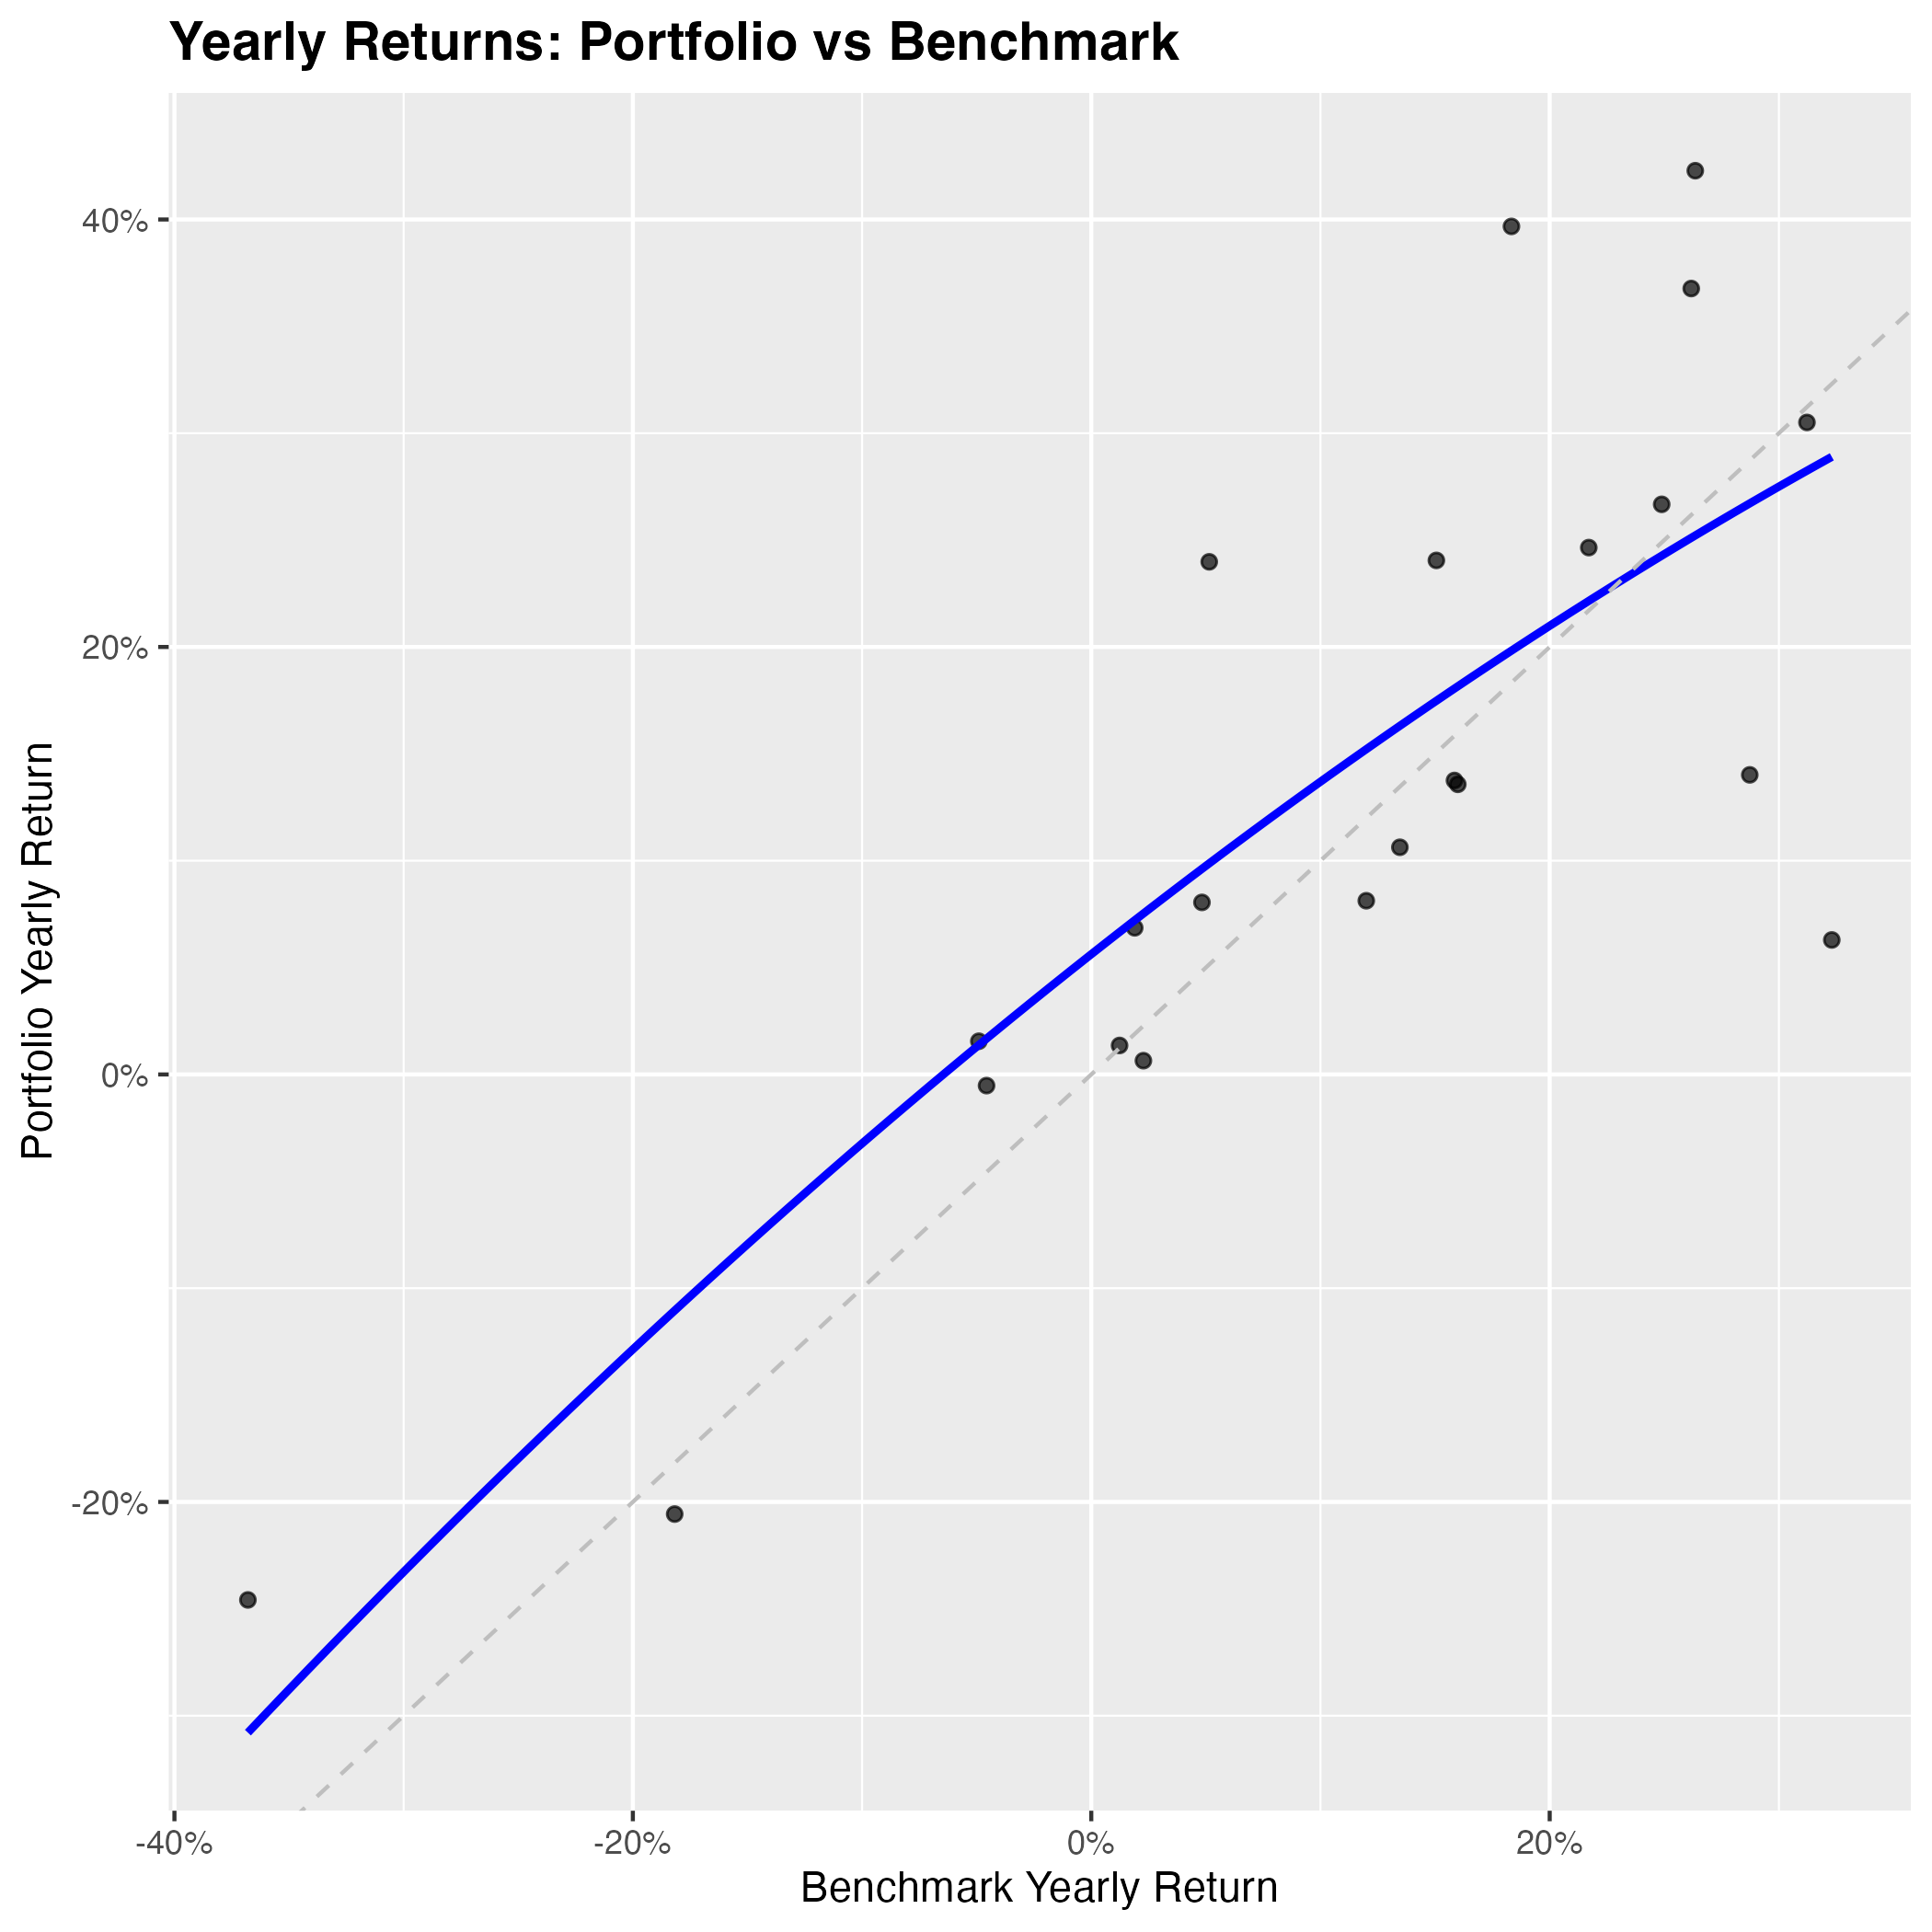 Yearly Returns: Portfolio vs Benchmark
40%
20%
0%
-20%
Portfolio Yearly Return
-40%
-20%
0%
20%
Benchmark Yearly Return